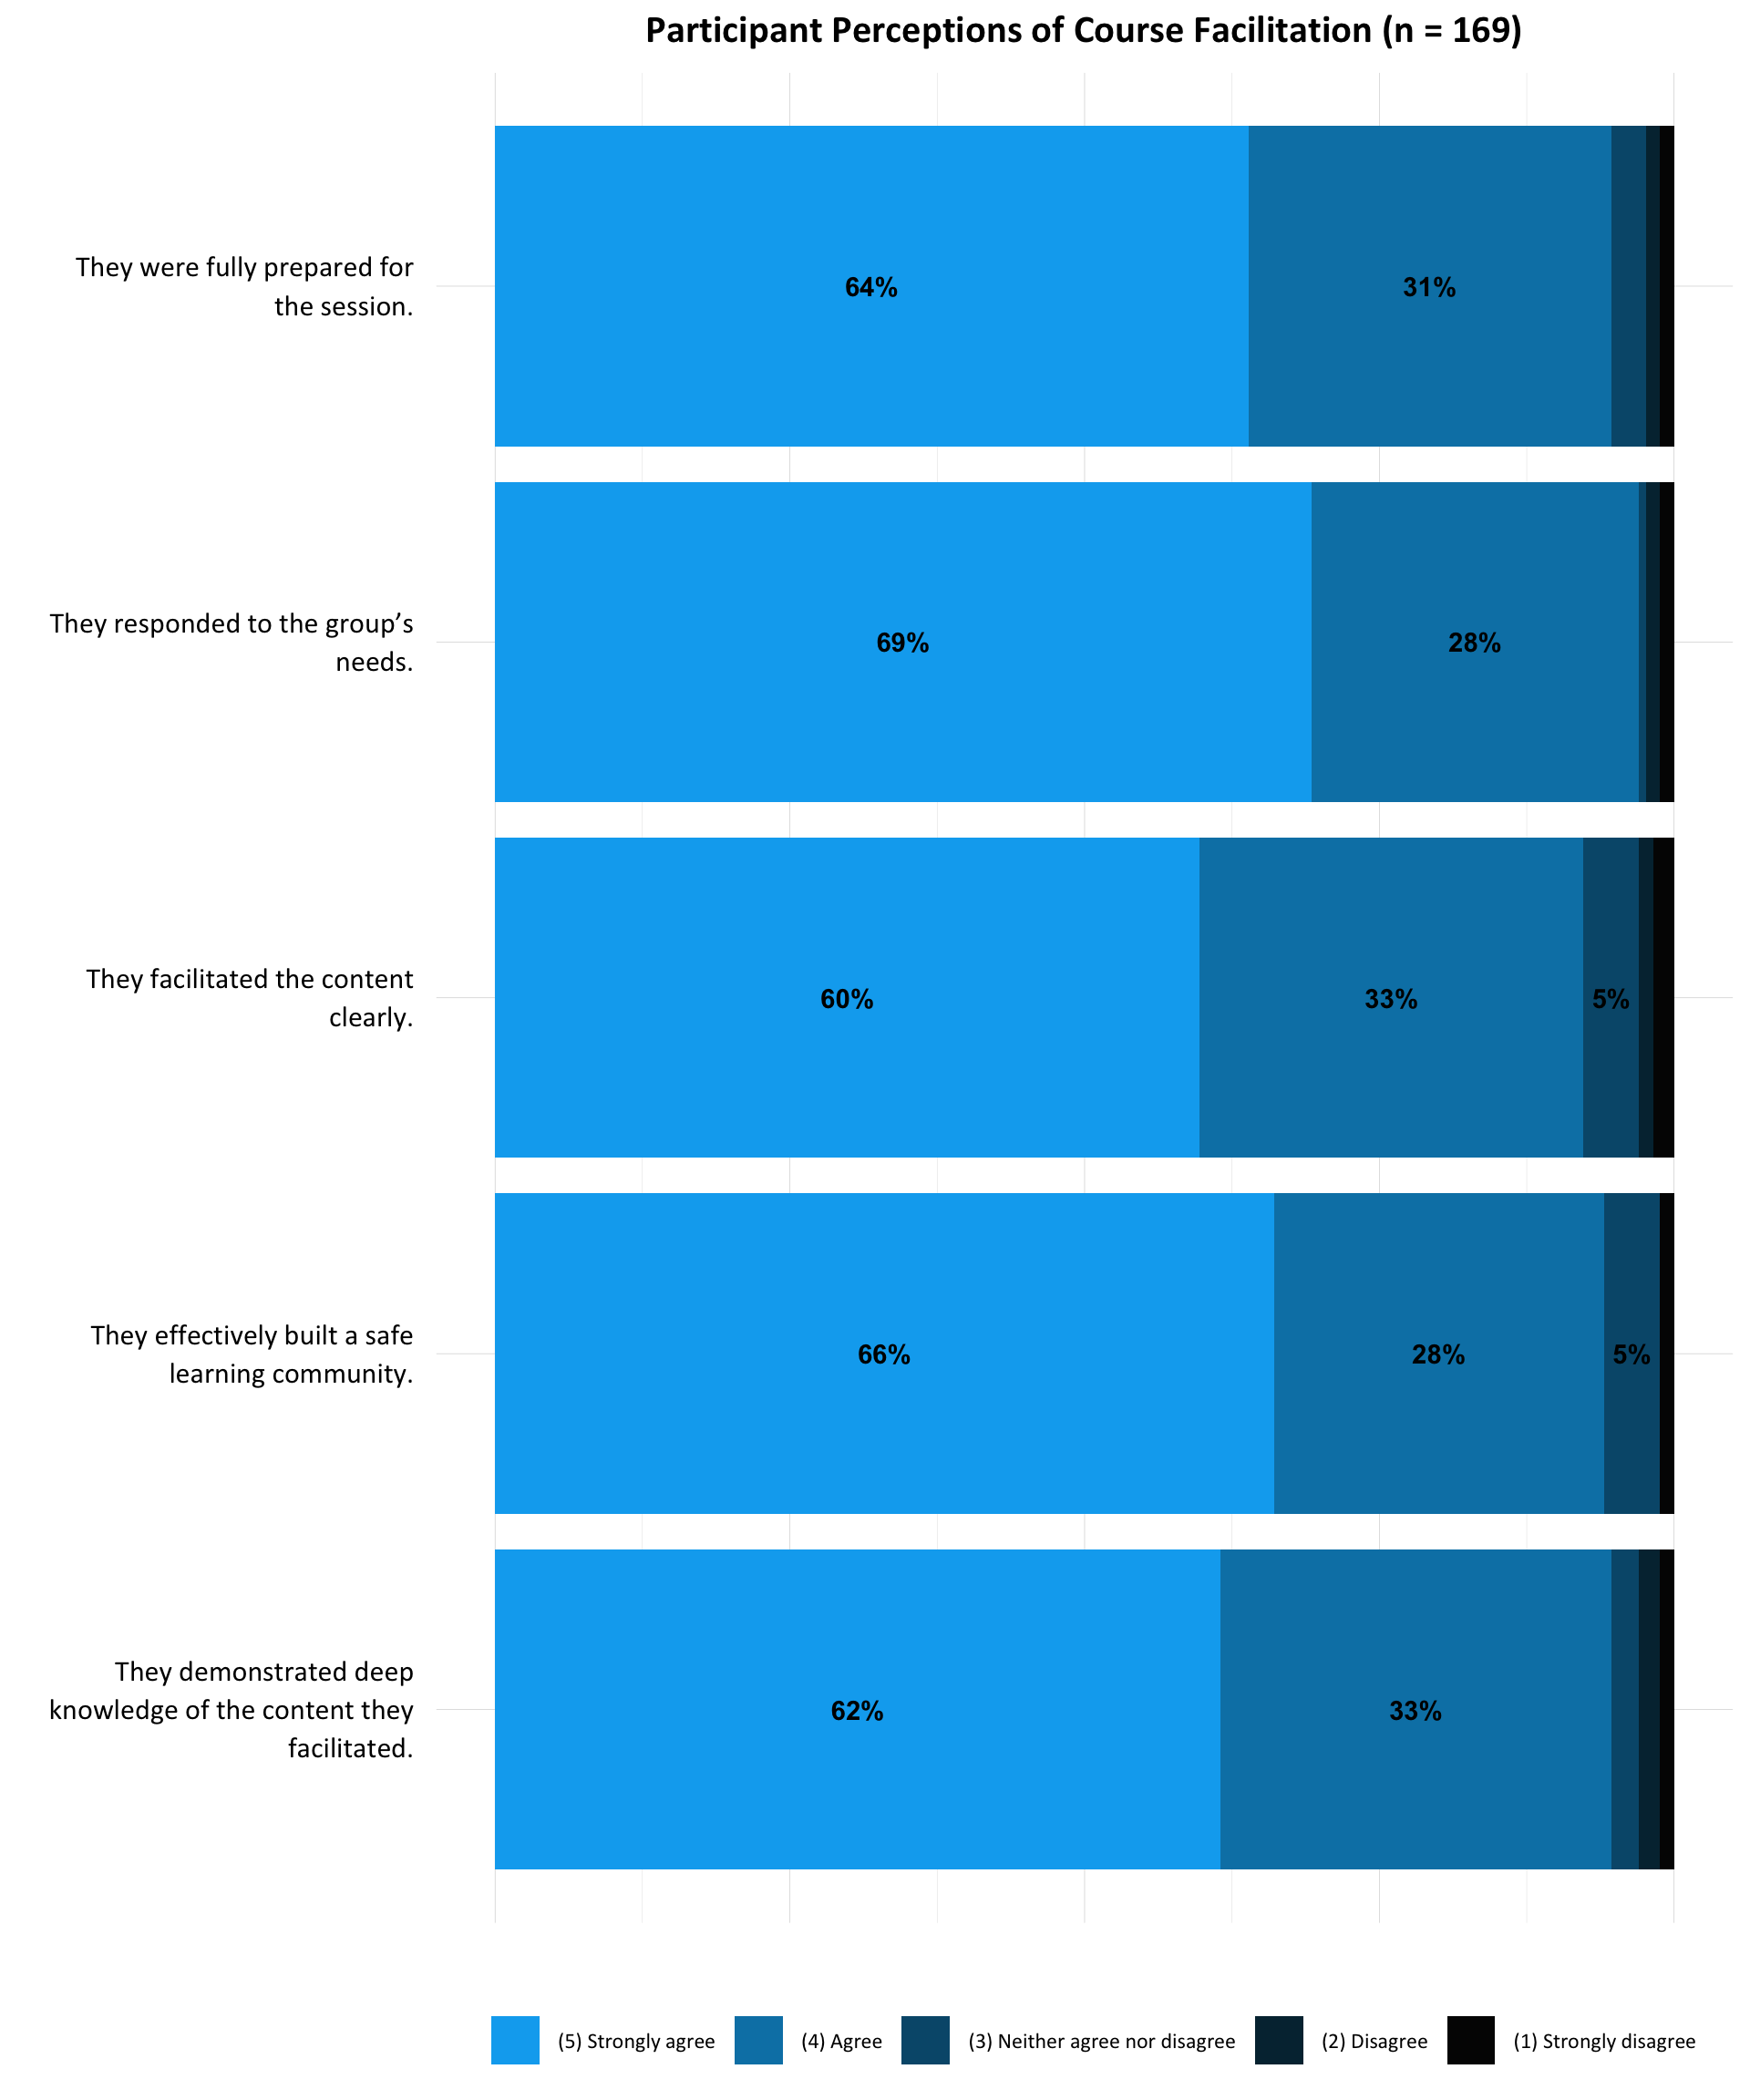 Participant Perceptions of Course Facilitation (n = 169)
They were fully prepared for
the session.
64%
31%
They responded to the group’s
needs.
69%
28%
They facilitated the content
clearly.
60%
33%
5%
They effectively built a safe
learning community.
66%
28%
5%
They demonstrated deep
knowledge of the content they
facilitated.
62%
33%
(5) Strongly agree
(4) Agree
(3) Neither agree nor disagree
(2) Disagree
(1) Strongly disagree